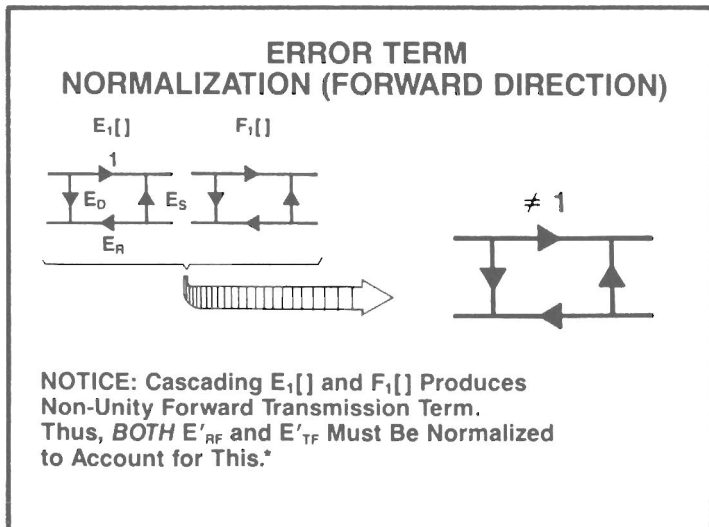 ERROR TERM
NORMALIZATION (FORWARD DIRECTION)
E₁[]
F₁[]
1
E_D
E_S
E_R
≠ 1
NOTICE: Cascading E₁[] and F₁[] Produces
Non-Unity Forward Transmission Term.
Thus, BOTH E'_RF and E'_TF Must Be Normalized
to Account for This.*